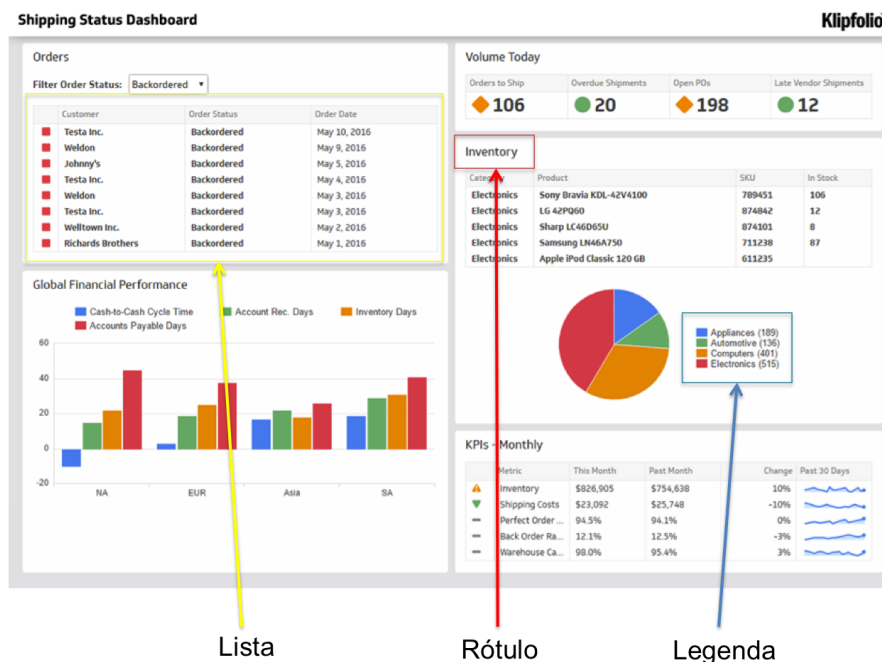 Shipping Status Dashboard
Klipfolio
Orders
Filter Order Status: Backordered
Customer Order Status Order Date
Testa Inc. Backordered May 10, 2016
Weldon Backordered May 9, 2016
Johnny's Backordered May 5, 2016
Testa Inc. Backordered May 4, 2016
Weldon Backordered May 3, 2016
Testa Inc. Backordered May 3, 2016
Welltown Inc. Backordered May 2, 2016
Richards Brothers Backordered May 1, 2016
Global Financial Performance
Cash-to-Cash Cycle Time Account Rec. Days Inventory Days
Accounts Payable Days
60
40
20
0
-20
NA EUR Asia SA
Volume Today
Orders to Ship Overdue Shipments Open POs Late Vendor Shipments
106 20 198 12
Inventory
Category Product SKU In Stock
Electronics Sony Bravia KDL-42V4100 789451 106
Electronics LG 42PQ60 874842 12
Electronics Sharp LC46D65U 874101 8
Electronics Samsung LN46A750 711238 87
Electronics Apple iPod Classic 120 GB 611235
Appliances (189)
Automotive (136)
Computers (401)
Electronics (515)
KPIs - Monthly
Metric This Month Past Month Change Past 30 Days
Inventory $826,905 $754,638 10%
Shipping Costs $23,092 $25,748 -10%
Perfect Order ... 94.5% 94.1% 0%
Back Order Ra... 12.1% 12.5% -3%
Warehouse Ca... 98.0% 95.4% 3%
Lista Rótulo Legenda